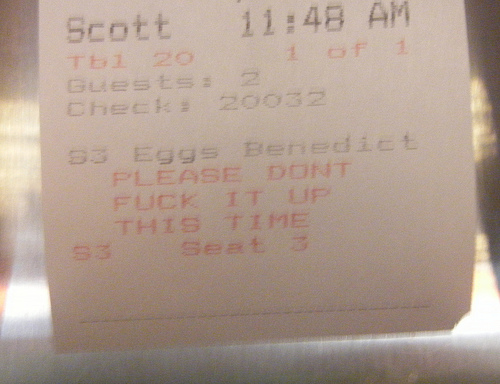 Scott 11:48 AM
Tbl 20 1 of 1
Guests: 2
Check: 20032
S3 Eggs Benedict
PLEASE DONT
FUCK IT UP
THIS TIME
S3 Seat 3